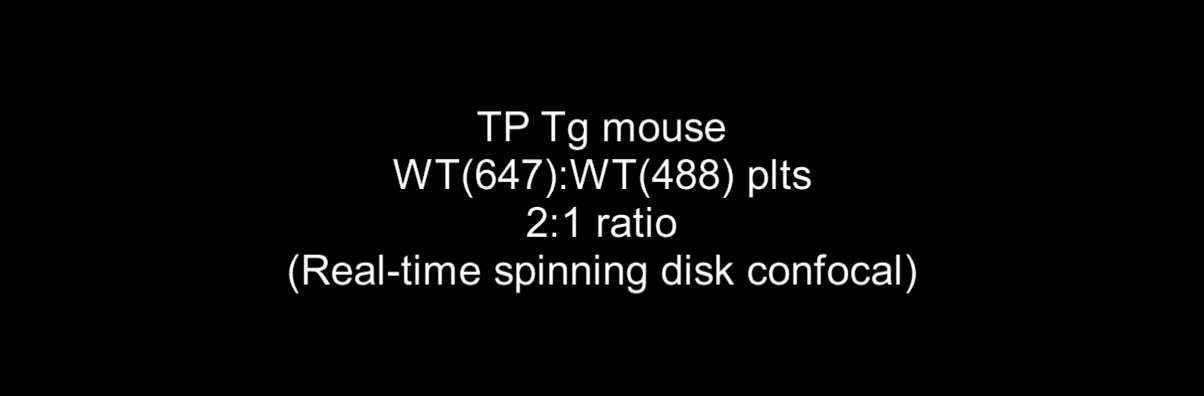 TP Tg mouse
WT(647):WT(488) plts
2:1 ratio
(Real-time spinning disk confocal)